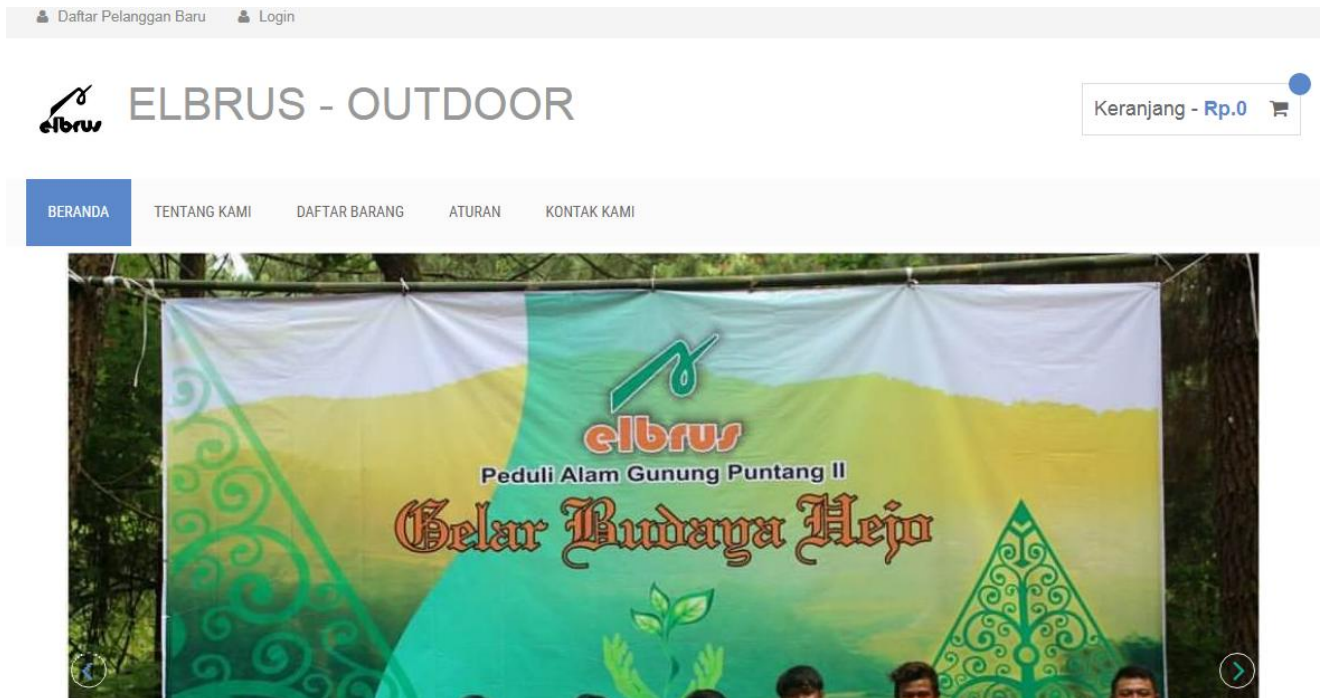 Daftar Pelanggan Baru Login
elbrus
ELBRUS - OUTDOOR
Keranjang - Rp.0
BERANDA TENTANG KAMI DAFTAR BARANG ATURAN KONTAK KAMI
elbrus
Peduli Alam Gunung Puntang II
Gelar Budaya Hejo